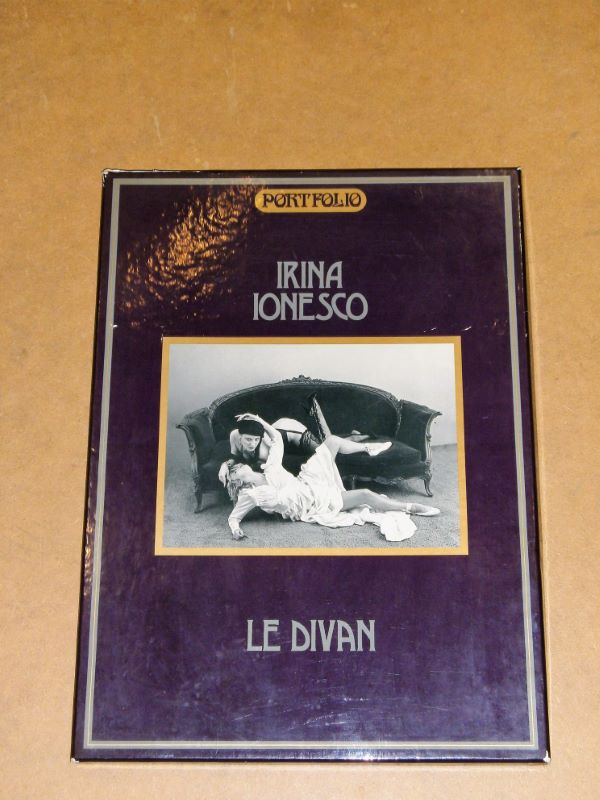 PORTFOLIO
IRINA
IONESCO
LE DIVAN